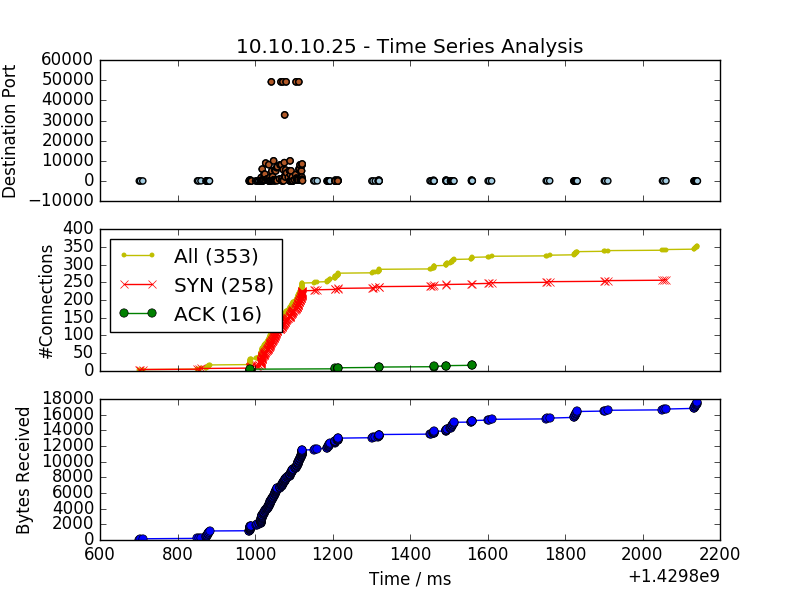 10.10.10.25 - Time Series Analysis
Destination Port
60000
50000
40000
30000
20000
10000
0
−10000
#Connections
400
350
300
250
200
150
100
50
0
All (353)
SYN (258)
ACK (16)
Bytes Received
18000
16000
14000
12000
10000
8000
6000
4000
2000
0
600 800 1000 1200 1400 1600 1800 2000 2200
Time / ms
+1.4298e9